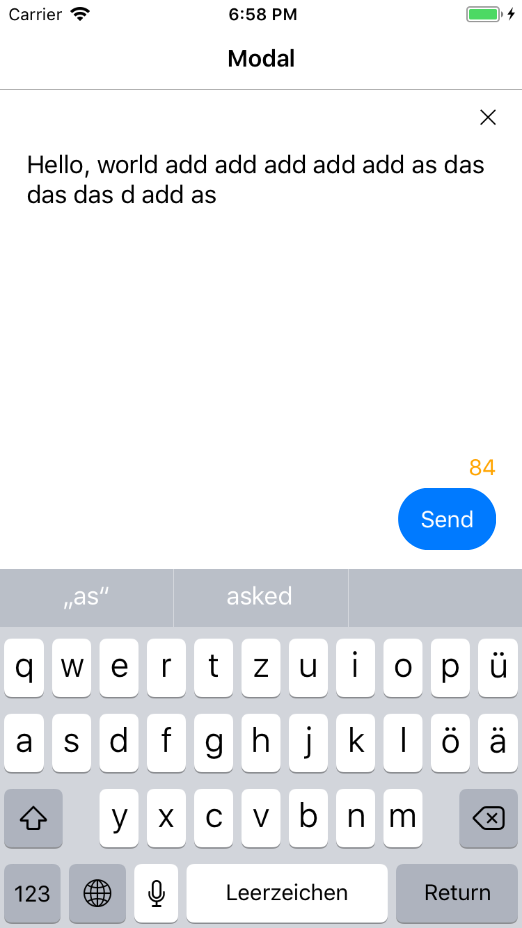 Carrier 6:58 PM
Modal
Hello, world add add add add add as das
das das d add as
84
Send
„as“ asked
q w e r t z u i o p ü
a s d f g h j k l ö ä
y x c v b n m
123 Leerzeichen Return